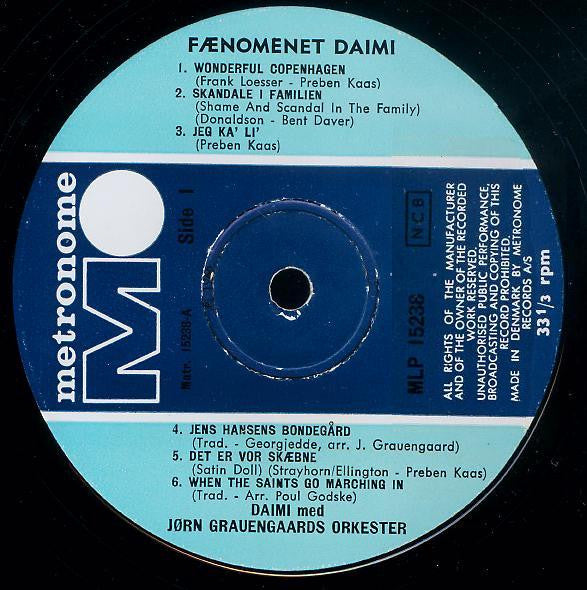 FÆNOMENET DAIMI
1. WONDERFUL COPENHAGEN
(Frank Loesser - Preben Kaas)
2. SKANDALE I FAMILIEN
(Shame And Scandal In The Family)
(Donaldson - Bent Daver)
3. JEG KA' LI'
(Preben Kaas)
metronome
MO
Side 1
Matr. 15238-A
NCB
MLP 15238
ALL RIGHTS OF THE MANUFACTURER
AND OF THE OWNER OF THE RECORDED
WORK RESERVED.
UNAUTHORISED PUBLIC PERFORMANCE,
BROADCASTING AND COPYING OF THIS
RECORD PROHIBITED.
MADE IN DENMARK BY METRONOME
RECORDS A/S
33 1/3 rpm
4. JENS HANSENS BONDEGÅRD
(Trad. - Georgjedde, arr. J. Grauengaard)
5. DET ER VOR SKÆBNE
(Satin Doll) (Strayhorn/Ellington - Preben Kaas)
6. WHEN THE SAINTS GO MARCHING IN
(Trad. - Arr. Poul Godske)
DAIMI med
JØRN GRAUENGAARDS ORKESTER